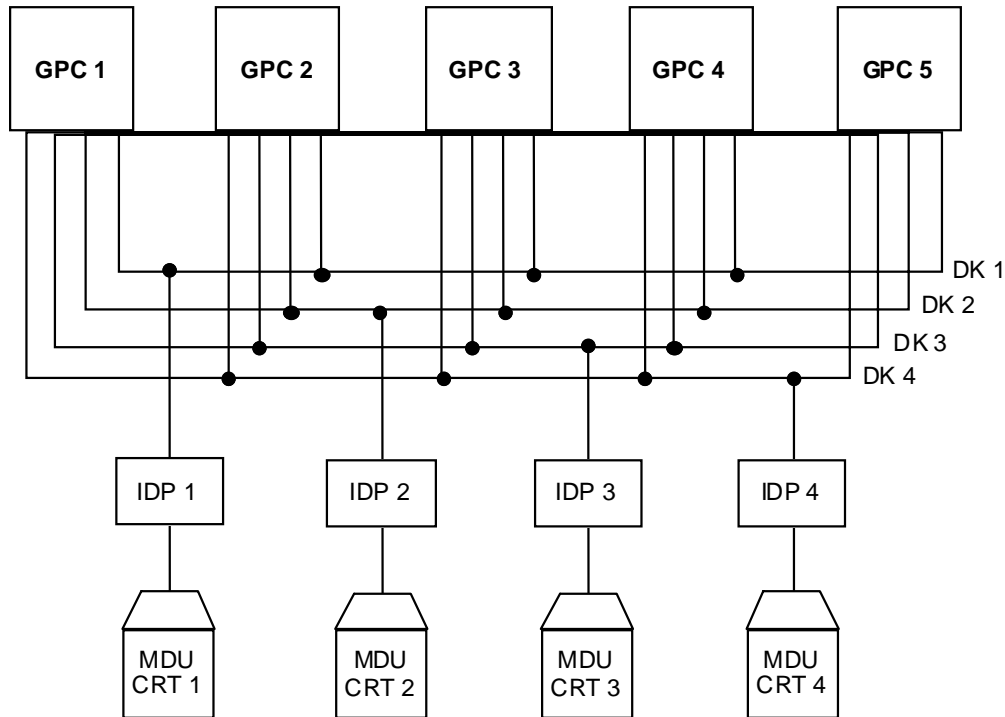 GPC 1
GPC 2
GPC 3
GPC 4
GPC 5
DK 1
DK 2
DK 3
DK 4
IDP 1
IDP 2
IDP 3
IDP 4
MDU
CRT 1
MDU
CRT 2
MDU
CRT 3
MDU
CRT 4